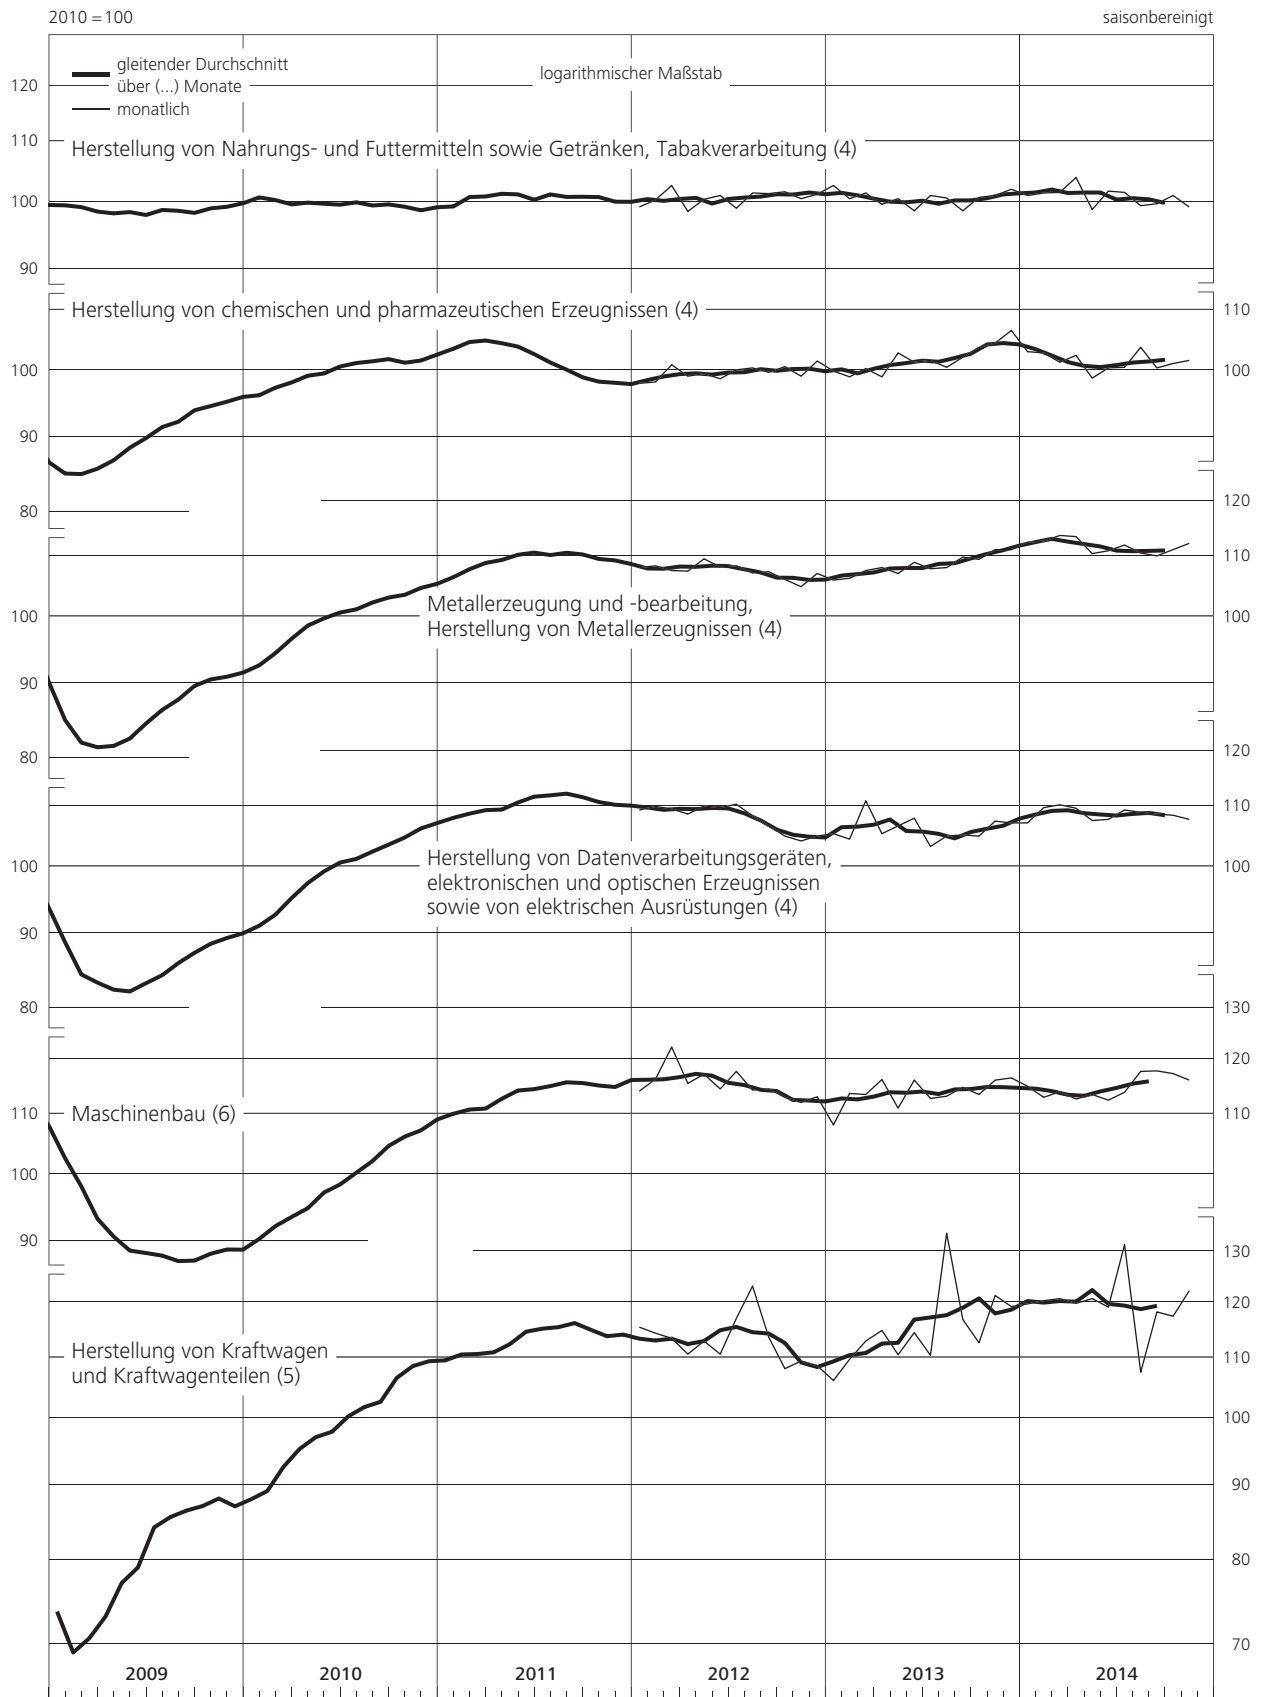 2010 = 100
saisonbereinigt
gleitender Durchschnitt
über (...) Monate
monatlich
logarithmischer Maßstab
120
110
Herstellung von Nahrungs- und Futtermitteln sowie Getränken, Tabakverarbeitung (4)
100
90
Herstellung von chemischen und pharmazeutischen Erzeugnissen (4)
110
100
100
90
80
120
110
Metallerzeugung und -bearbeitung,
Herstellung von Metallerzeugnissen (4)
100
100
90
80
120
110
Herstellung von Datenverarbeitungsgeräten,
elektronischen und optischen Erzeugnissen
sowie von elektrischen Ausrüstungen (4)
100
100
90
80
130
120
110
Maschinenbau (6)
110
100
90
130
120
Herstellung von Kraftwagen
und Kraftwagenteilen (5)
110
100
90
80
70
2009 2010 2011 2012 2013 2014